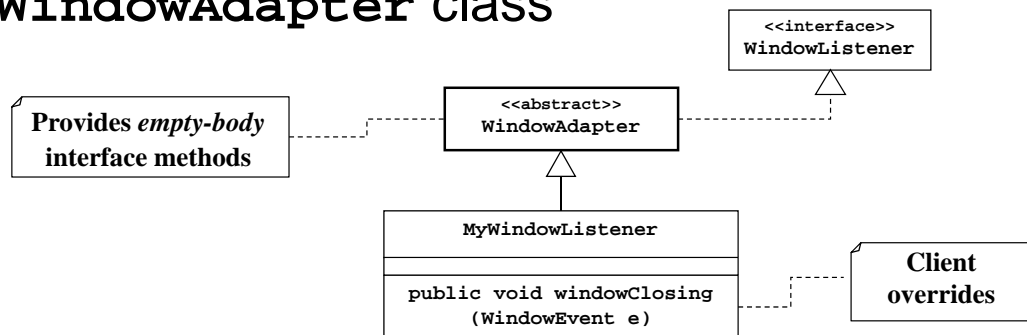 WindowAdapter class
<<interface>>
WindowListener
<<abstract>>
WindowAdapter
Provides empty-body
interface methods
MyWindowListener
public void windowClosing
(WindowEvent e)
Client
overrides